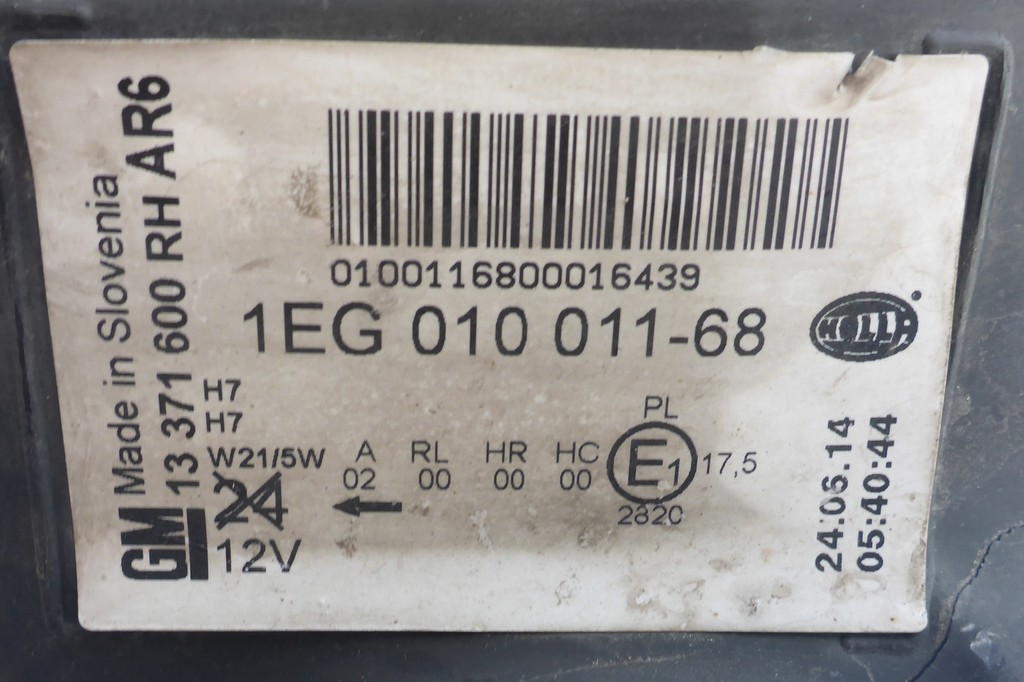 Made in Slovenia
GM 13 371 600 RH AR6
0100116800016439
1EG 010 011-68
HELLA
H7
H7
W21/5W
24
12V
A RL HR HC
02 00 00 00
PL
E1 17,5
2820
24.06.14
05:40:44